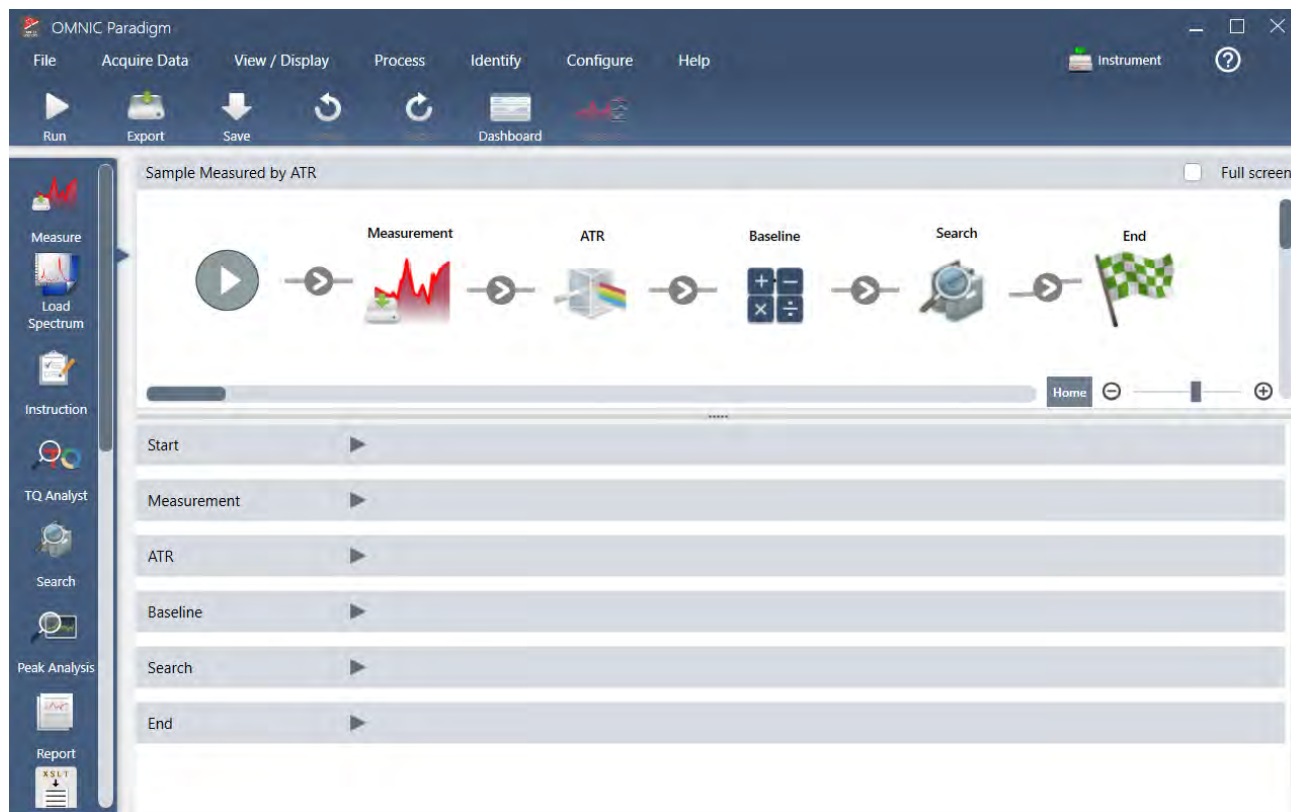 OMNIC Paradigm
File Acquire Data View / Display Process Identify Configure Help Instrument ?
Run Export Save Dashboard
Sample Measured by ATR Full screen
Measure
Load
Spectrum
Instruction
TQ Analyst
Search
Peak Analysis
Report
XSLT
Measurement ATR Baseline Search End
Home
Start
Measurement
ATR
Baseline
Search
End